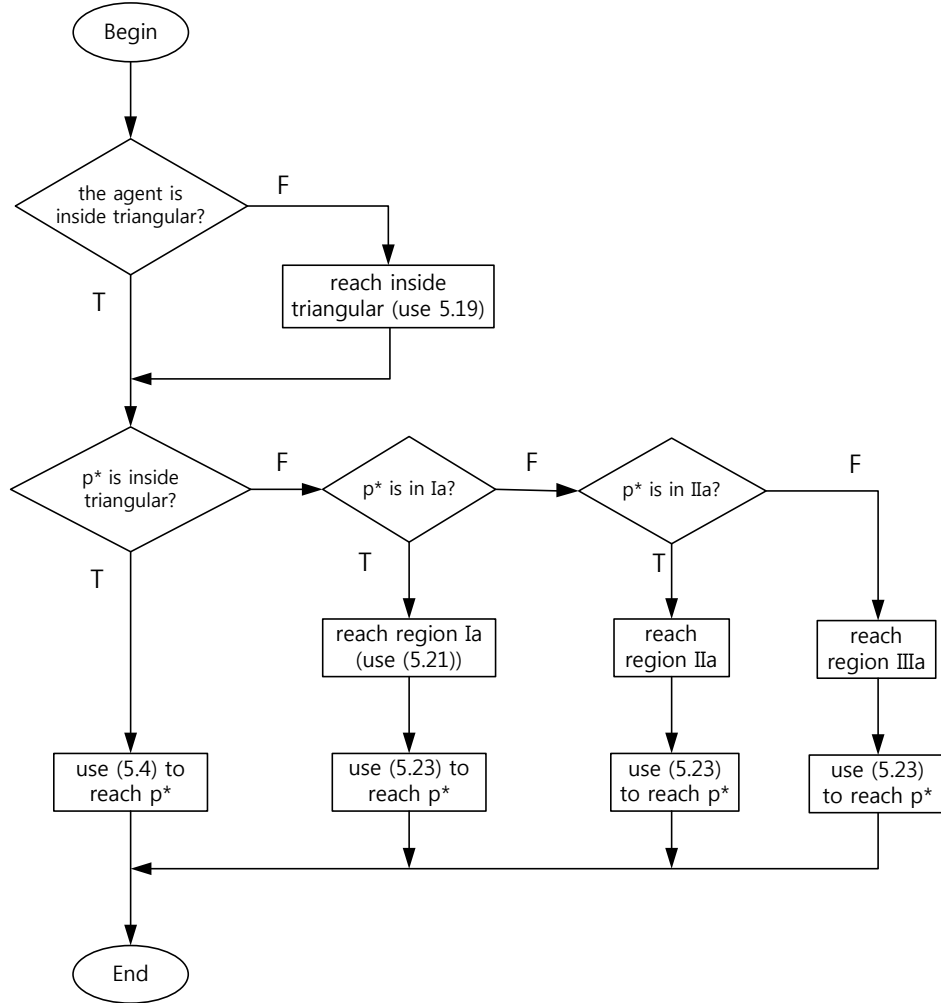 Begin
the agent is
inside triangular?
F
T
reach inside
triangular (use 5.19)
p* is inside
triangular?
F
p* is in Ⅰa?
F
p* is in Ⅱa?
F
T
T
T
reach region Ⅰa
(use (5.21))
reach
region Ⅱa
reach
region Ⅲa
use (5.4) to
reach p*
use (5.23) to
reach p*
use (5.23)
to reach p*
use (5.23)
to reach p*
End